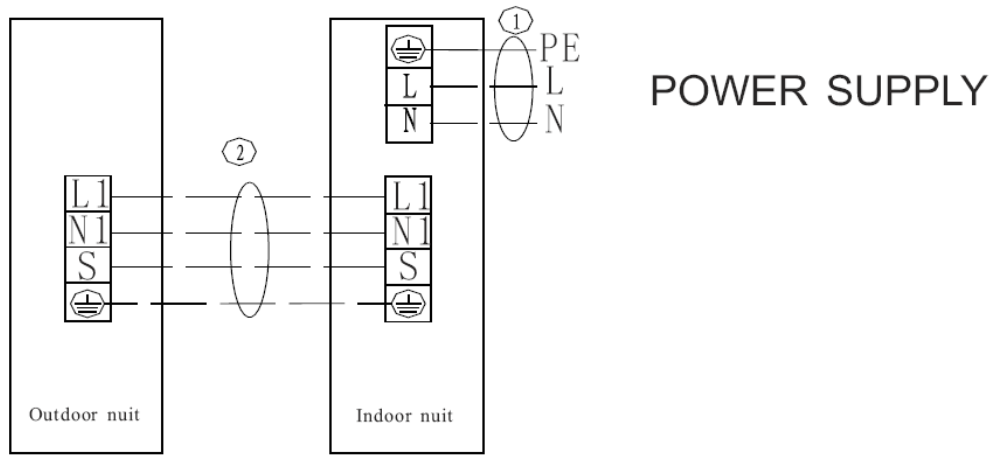 1
PE
L
L
N
N
POWER SUPPLY
2
L1
N1
S
L1
N1
S
Outdoor nuit
Indoor nuit